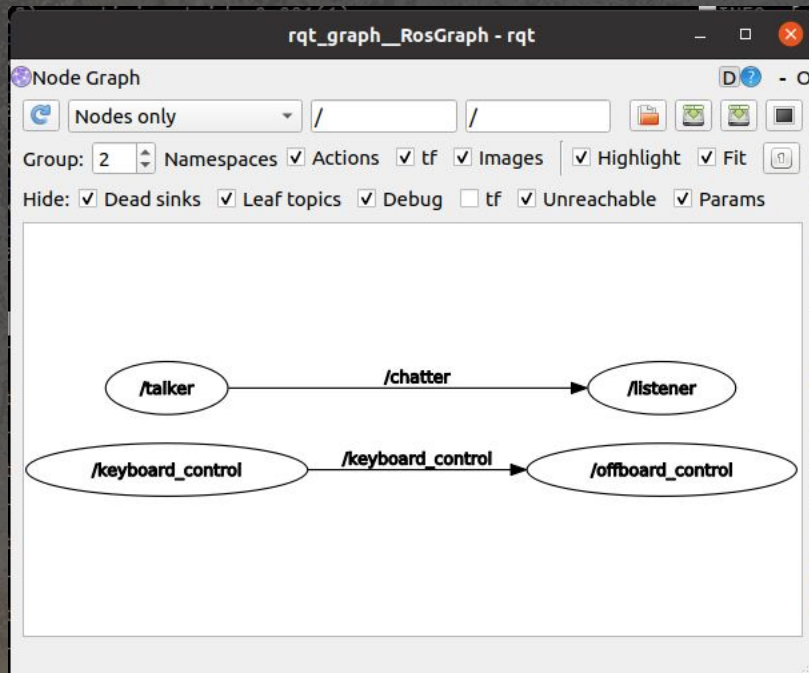 rqt_graph__RosGraph - rqt
Node Graph D ? - O
Nodes only / /
Group: 2 Namespaces Actions tf Images Highlight Fit
Hide: Dead sinks Leaf topics Debug tf Unreachable Params
/talker /chatter /listener
/keyboard_control /keyboard_control /offboard_control